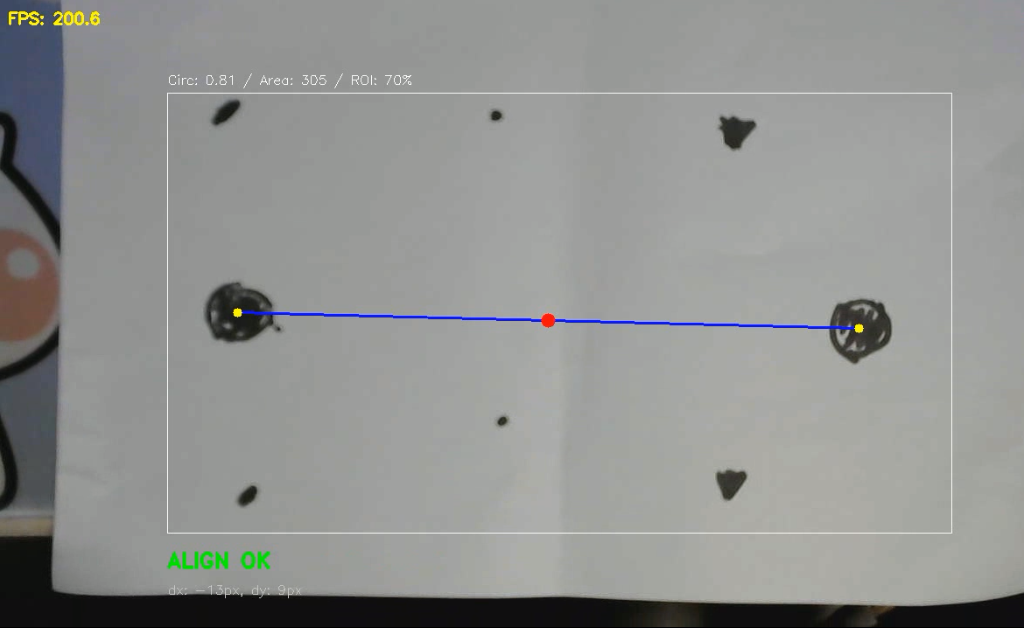 FPS: 200.6
Circ: 0.81 / Area: 305 / ROI: 70%
ALIGN OK
dx: -13px, dy: 9px